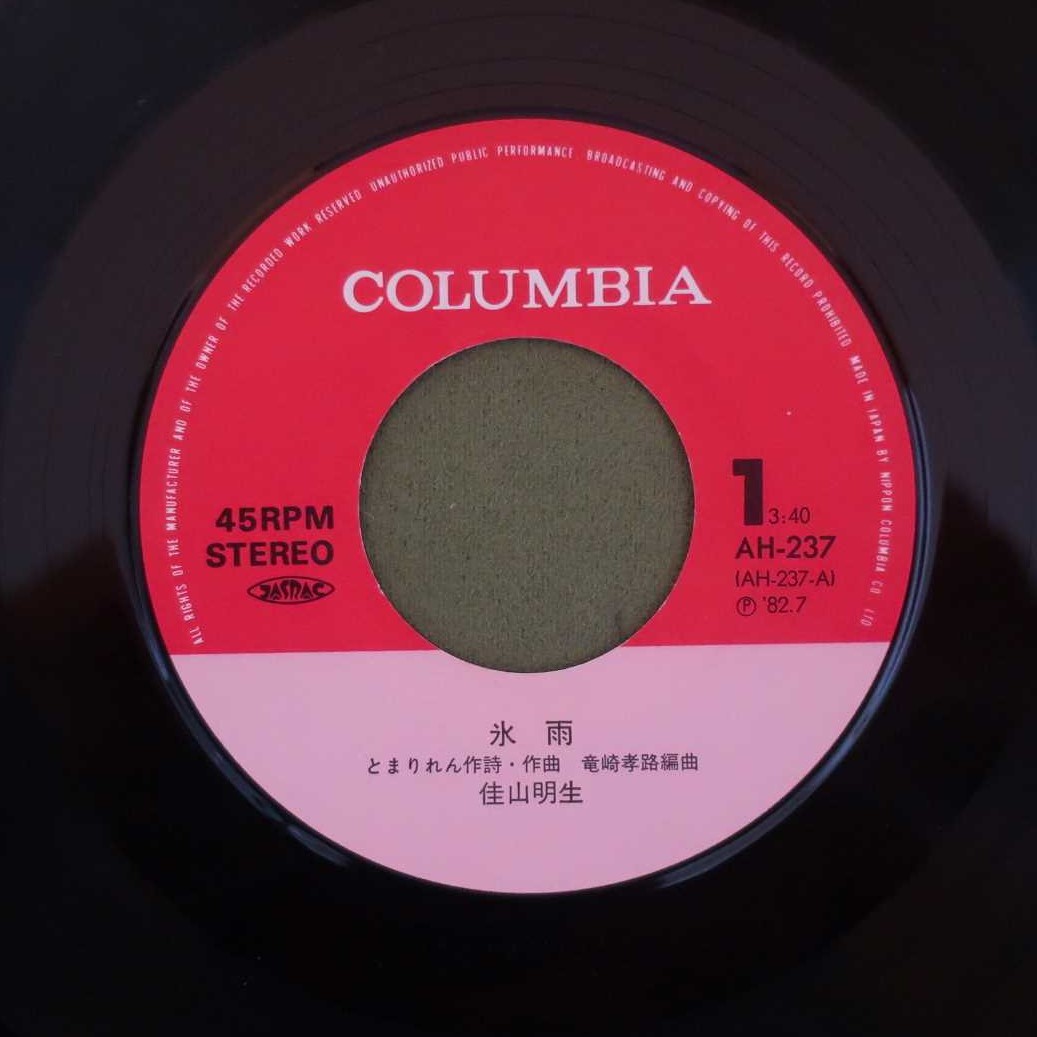 ALL RIGHTS OF THE MANUFACTURER AND OF THE OWNER OF THE RECORDED WORK RESERVED UNAUTHORIZED PUBLIC PERFORMANCE BROADCASTING AND COPYING OF THIS RECORD PROHIBITED MADE IN JAPAN BY NIPPON COLUMBIA CO. LTD
COLUMBIA
45RPM
STEREO
JASRAC
1 3:40
AH-237
(AH-237-A)
Ⓟ '82.7
氷 雨
とまりれん作詩・作曲 竜崎孝路編曲
佳山明生